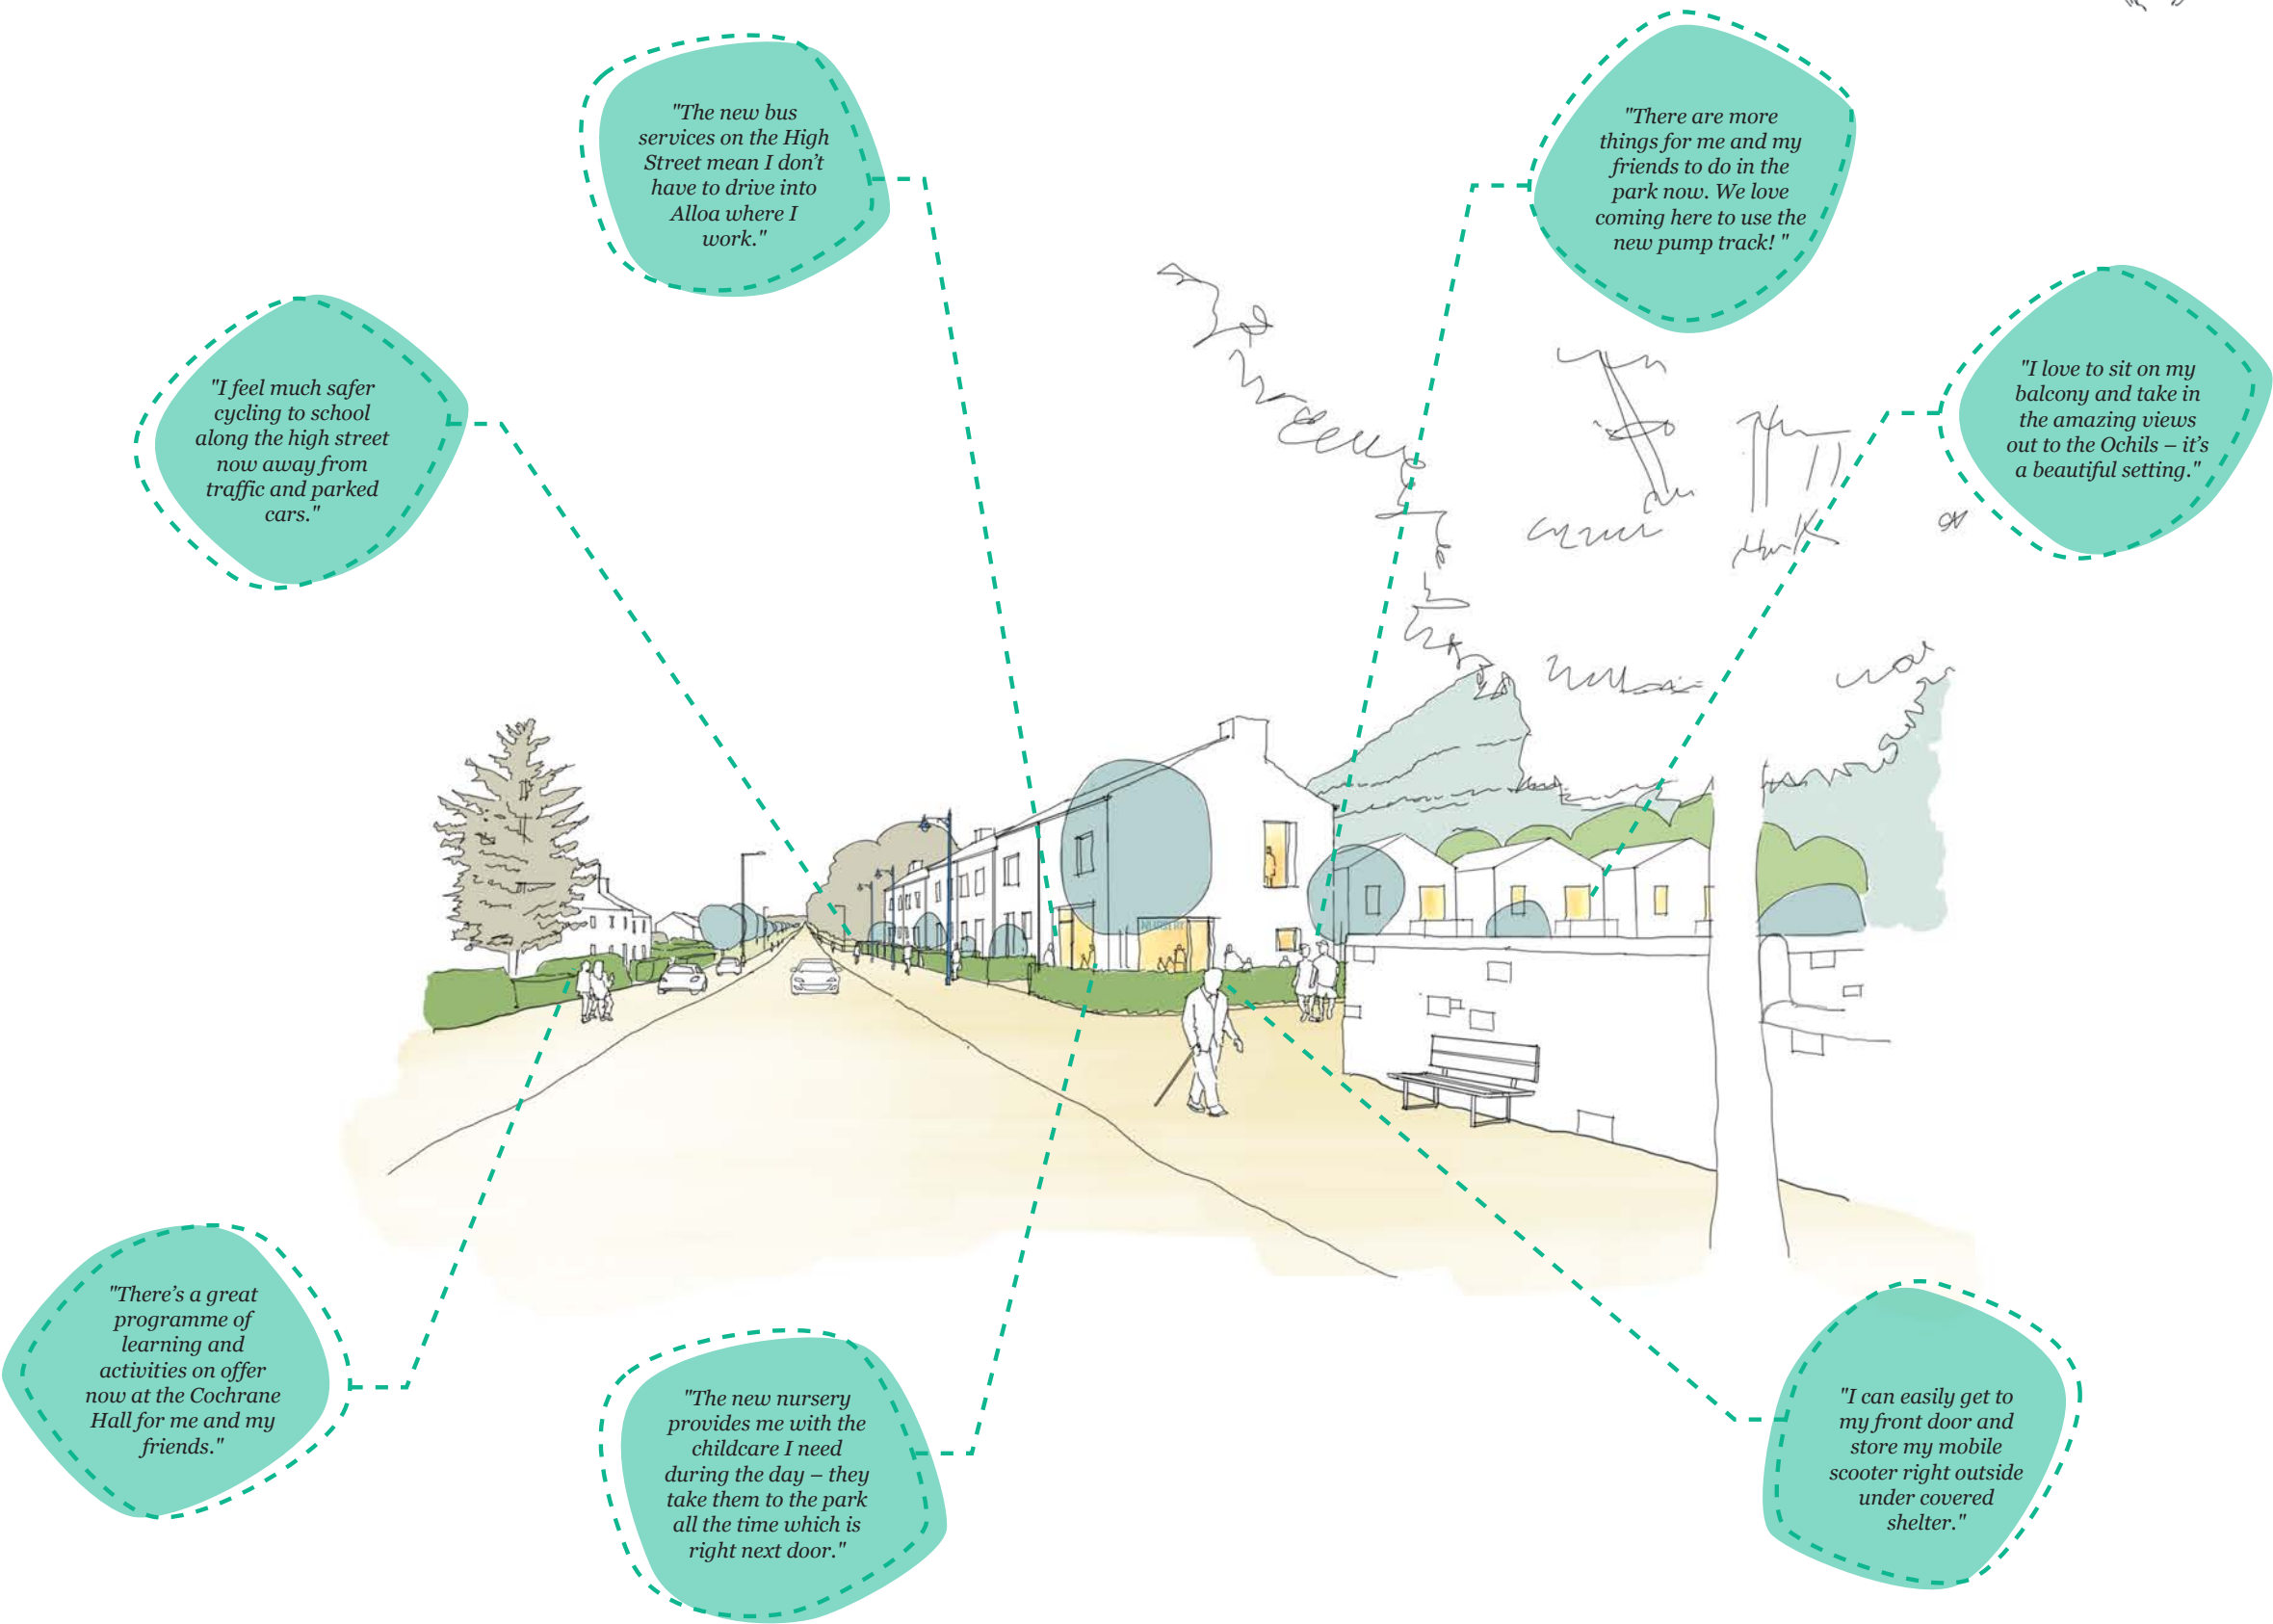 "The new bus
services on the High
Street mean I don't
have to drive into
Alloa where I
work."
"There are more
things for me and my
friends to do in the
park now. We love
coming here to use the
new pump track! "
"I feel much safer
cycling to school
along the high street
now away from
traffic and parked
cars."
"I love to sit on my
balcony and take in
the amazing views
out to the Ochils – it's
a beautiful setting."
NURSERY
"There's a great
programme of
learning and
activities on offer
now at the Cochrane
Hall for me and my
friends."
"The new nursery
provides me with the
childcare I need
during the day – they
take them to the park
all the time which is
right next door."
"I can easily get to
my front door and
store my mobile
scooter right outside
under covered
shelter."